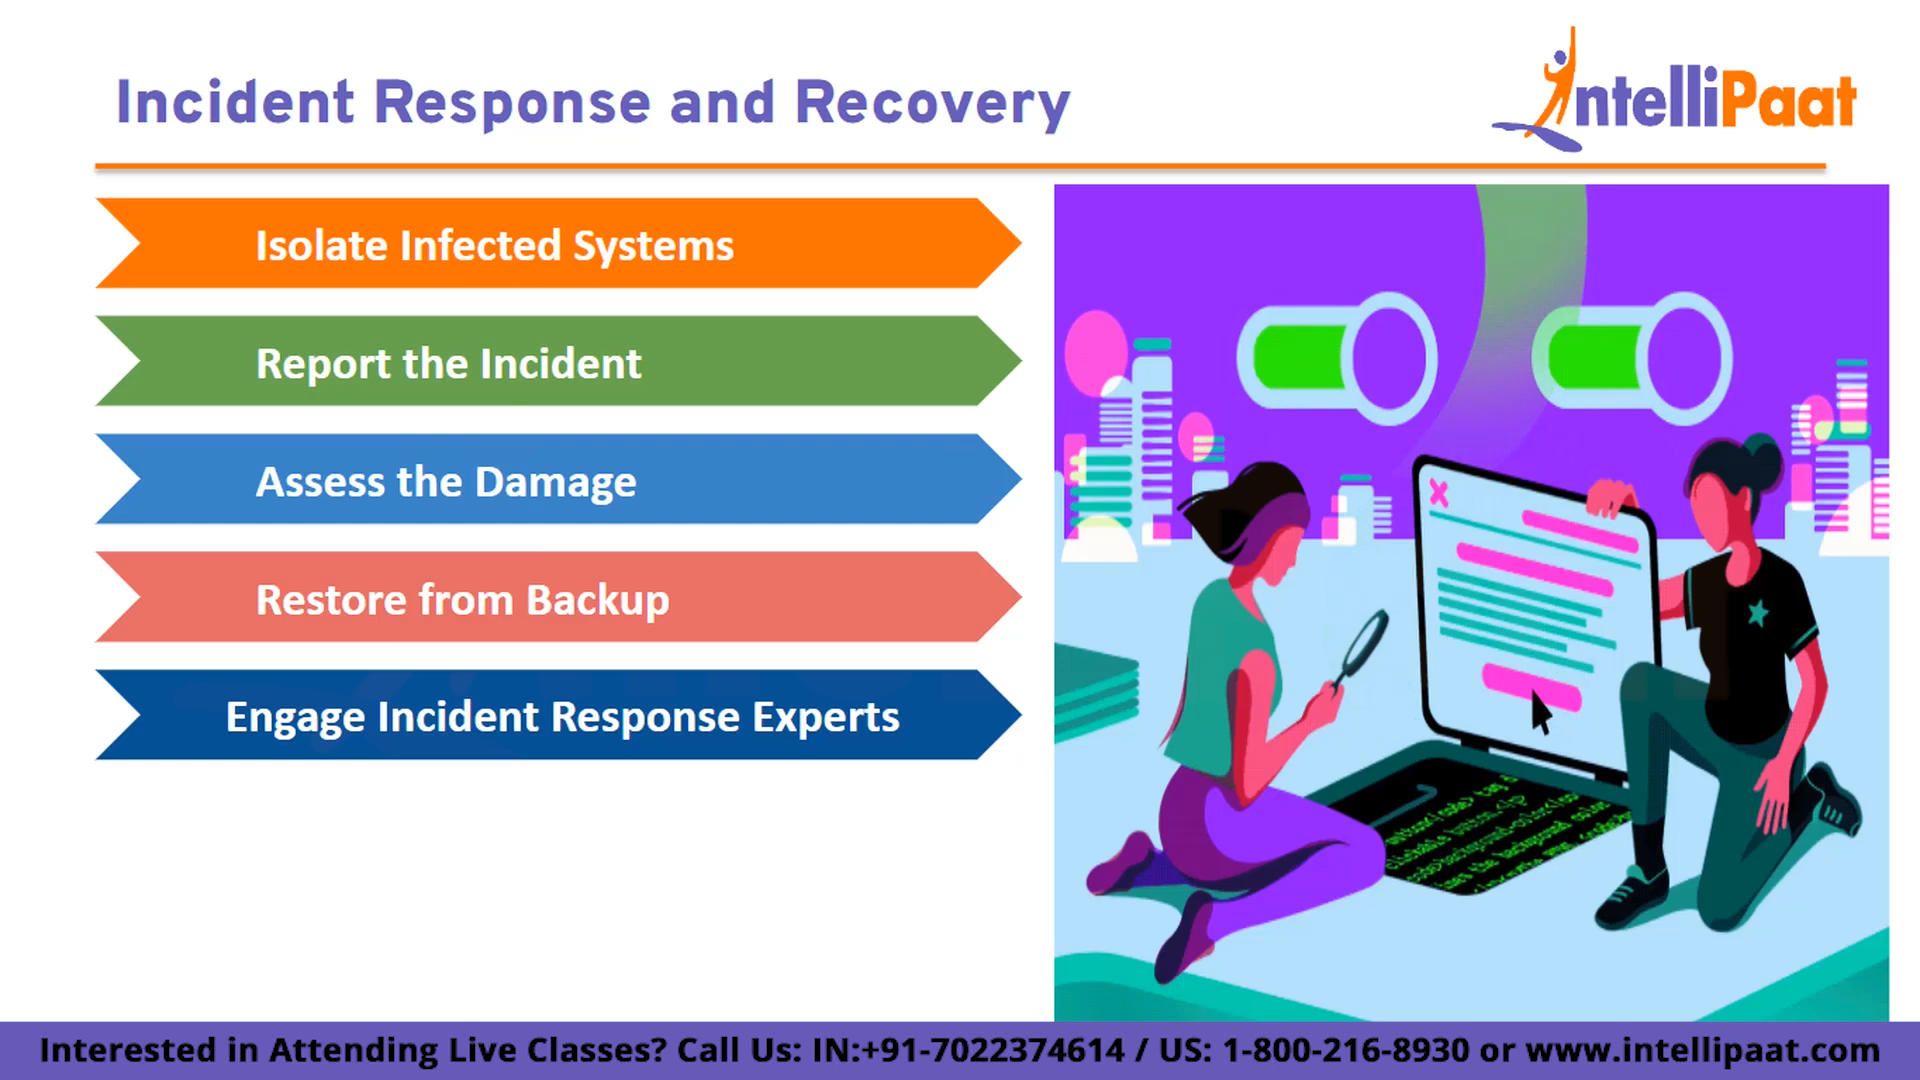 Incident Response and Recovery
IntelliPaat
Isolate Infected Systems
Report the Incident
Assess the Damage
Restore from Backup
Engage Incident Response Experts
Interested in Attending Live Classes? Call Us: IN:+91-7022374614 / US: 1-800-216-8930 or www.intellipaat.com